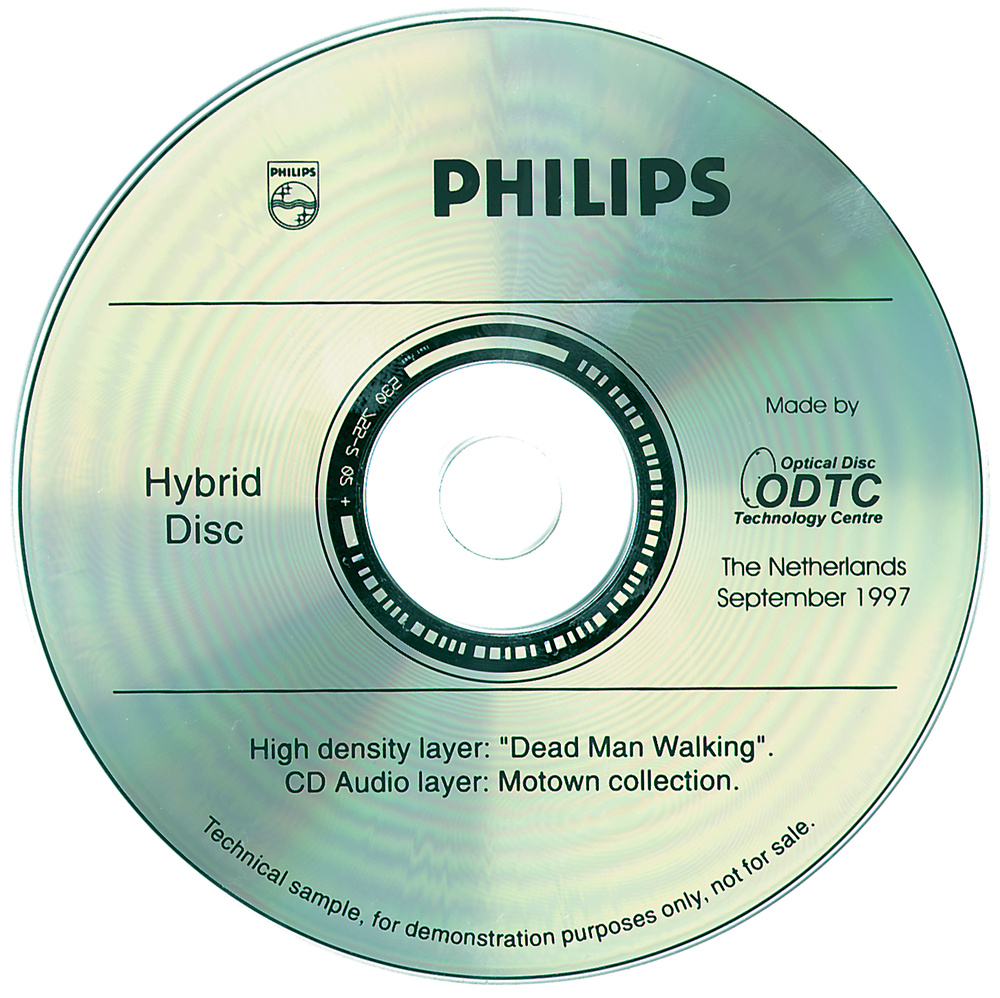 PHILIPS
PHILIPS
Hybrid
Disc
Made by
Optical Disc
ODTC
Technology Centre
The Netherlands
September 1997
High density layer: "Dead Man Walking".
CD Audio layer: Motown collection.
Technical sample, for demonstration purposes only, not for sale.